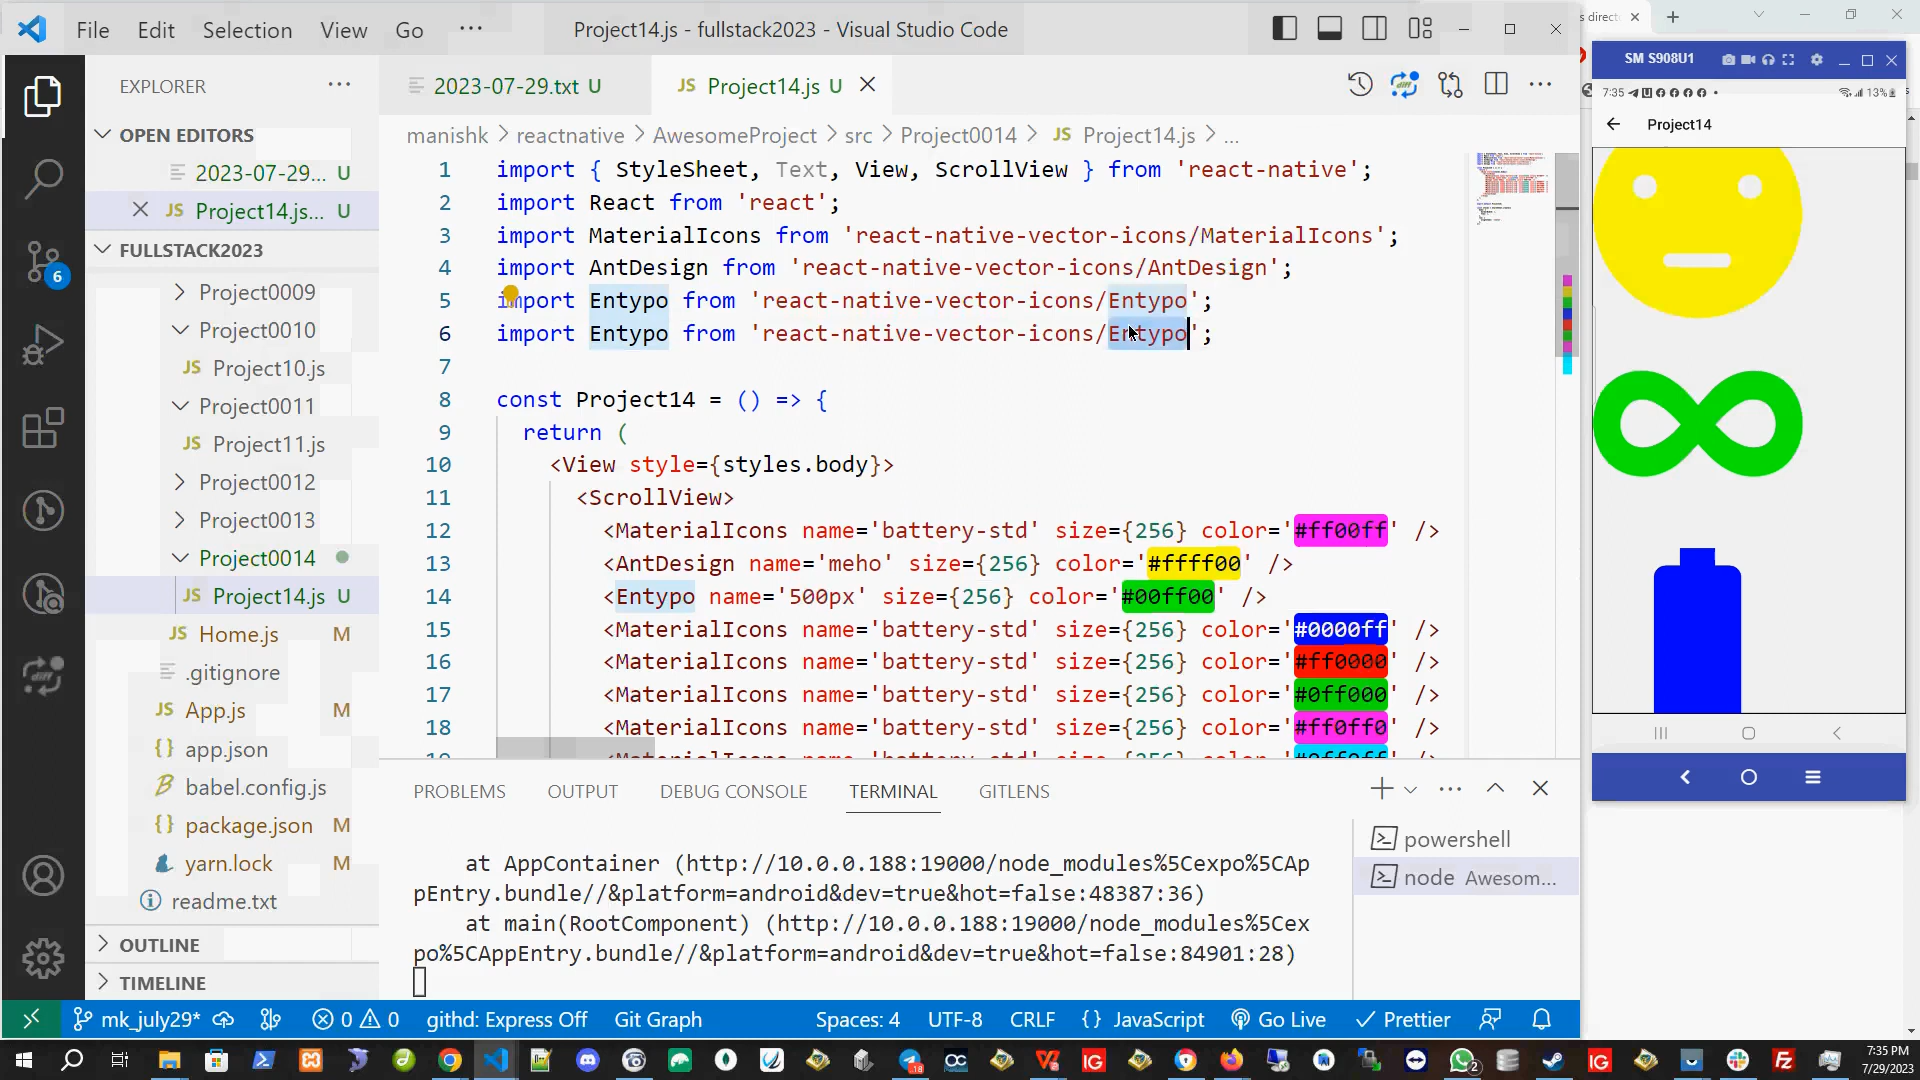 File Edit Selection View Go ··· Project14.js - fullstack2023 - Visual Studio Code
s direct
EXPLORER ···
2023-07-29.txt U
JS Project14.js U
OPEN EDITORS
2023-07-29... U
JS Project14.js... U
FULLSTACK2023
Project0009
Project0010
JS Project10.js
Project0011
JS Project11.js
Project0012
Project0013
Project0014
JS Project14.js U
JS Home.js M
.gitignore
JS App.js M
{} app.json
babel.config.js
{} package.json M
yarn.lock M
readme.txt
OUTLINE
TIMELINE
manishk > reactnative > AwesomeProject > src > Project0014 > JS Project14.js > ...
1 import { StyleSheet, Text, View, ScrollView } from 'react-native';
2 import React from 'react';
3 import MaterialIcons from 'react-native-vector-icons/MaterialIcons';
4 import AntDesign from 'react-native-vector-icons/AntDesign';
5 import Entypo from 'react-native-vector-icons/Entypo';
6 import Entypo from 'react-native-vector-icons/Entypo';
7
8 const Project14 = () => {
9 return (
10 <View style={styles.body}>
11 <ScrollView>
12 <MaterialIcons name='battery-std' size={256} color='#ff00ff' />
13 <AntDesign name='meho' size={256} color='#ffff00' />
14 <Entypo name='500px' size={256} color='#00ff00' />
15 <MaterialIcons name='battery-std' size={256} color='#0000ff' />
16 <MaterialIcons name='battery-std' size={256} color='#ff0000' />
17 <MaterialIcons name='battery-std' size={256} color='#0ff000' />
18 <MaterialIcons name='battery-std' size={256} color='#ff0ff0' />
PROBLEMS OUTPUT DEBUG CONSOLE TERMINAL GITLENS
at AppContainer (http://10.0.0.188:19000/node_modules%5Cexpo%5CAp
pEntry.bundle//&platform=android&dev=true&hot=false:48387:36)
at main(RootComponent) (http://10.0.0.188:19000/node_modules%5Cex
po%5CAppEntry.bundle//&platform=android&dev=true&hot=false:84901:28)
powershell
node Awesom...
SM S908U1
7:35
13%
Project14
6
mk_july29* 0 0 githd: Express Off Git Graph Spaces: 4 UTF-8 CRLF {} JavaScript Go Live Prettier
7:35 PM
7/29/2023